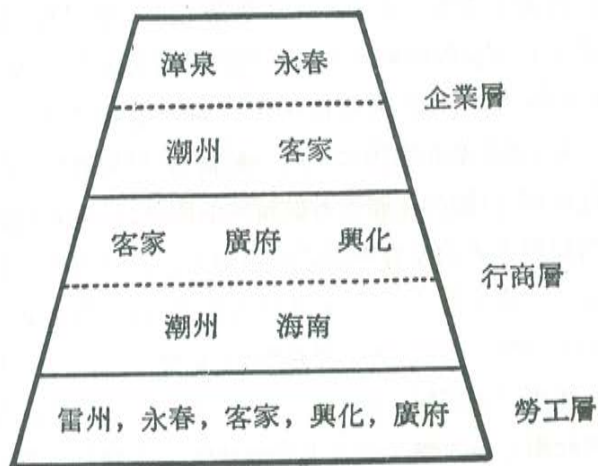 漳泉 永春
企業層
潮州 客家
客家 廣府 興化
行商層
潮州 海南
雷州，永春，客家，興化，廣府
勞工層